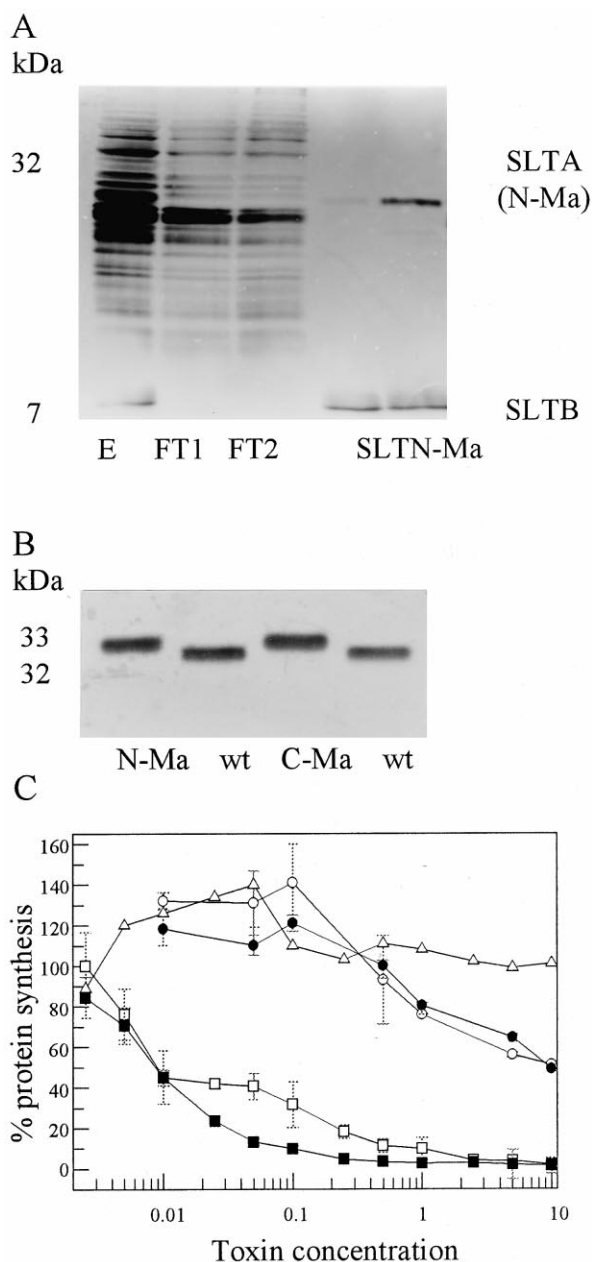 A
kDa
32
SLTA
(N-Ma)
7
SLTB
E FT1 FT2 SLTN-Ma
B
kDa
33
32
N-Ma wt C-Ma wt
C
% protein synthesis
160
140
120
100
80
60
40
20
0
0.01 0.1 1 10
Toxin concentration